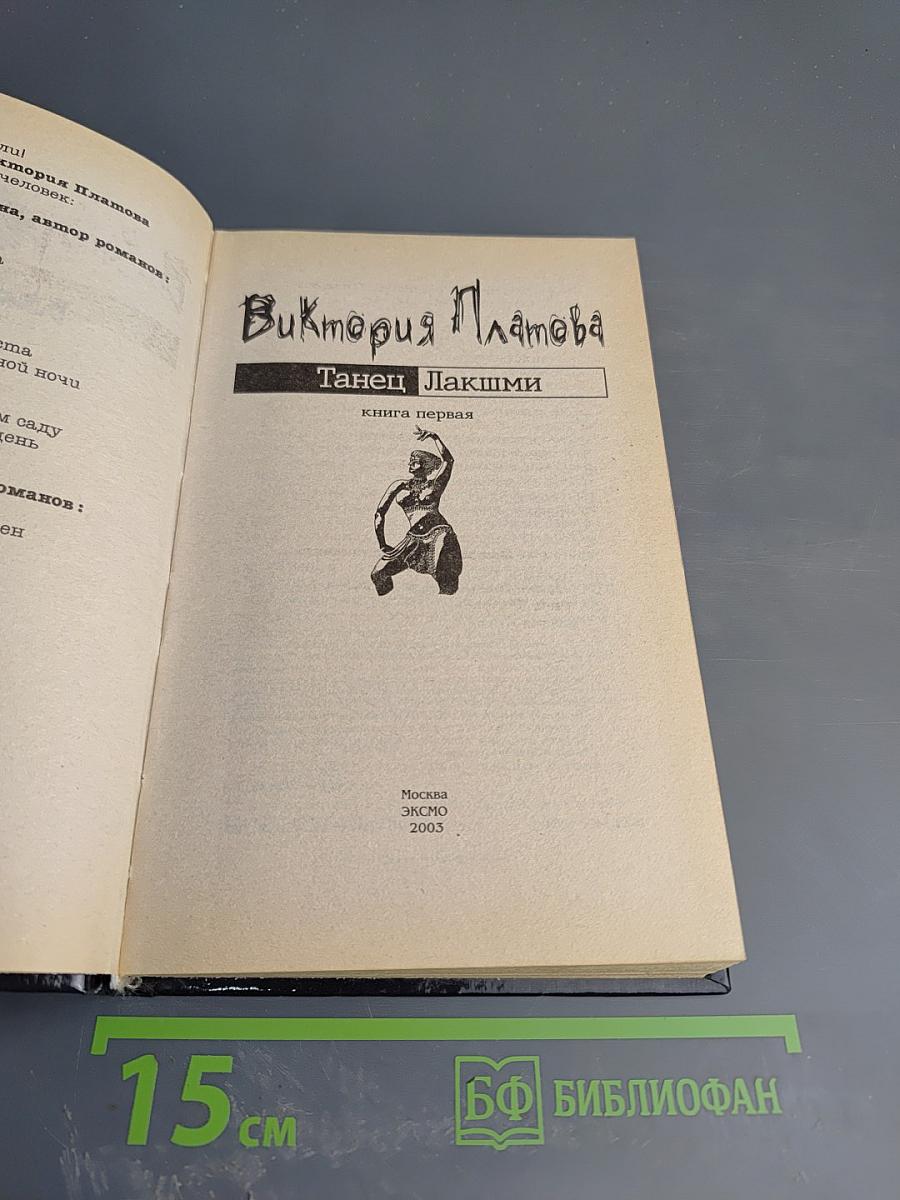 ли!
ктория Платова
человек:
на, автор романов:
а
ста
ной ночи
м саду
день
оманов:
ен
Виктория Платова
Танец Лакшми
книга первая
Москва
ЭКСМО
2003
15 см
БФ БИБЛИОФАН